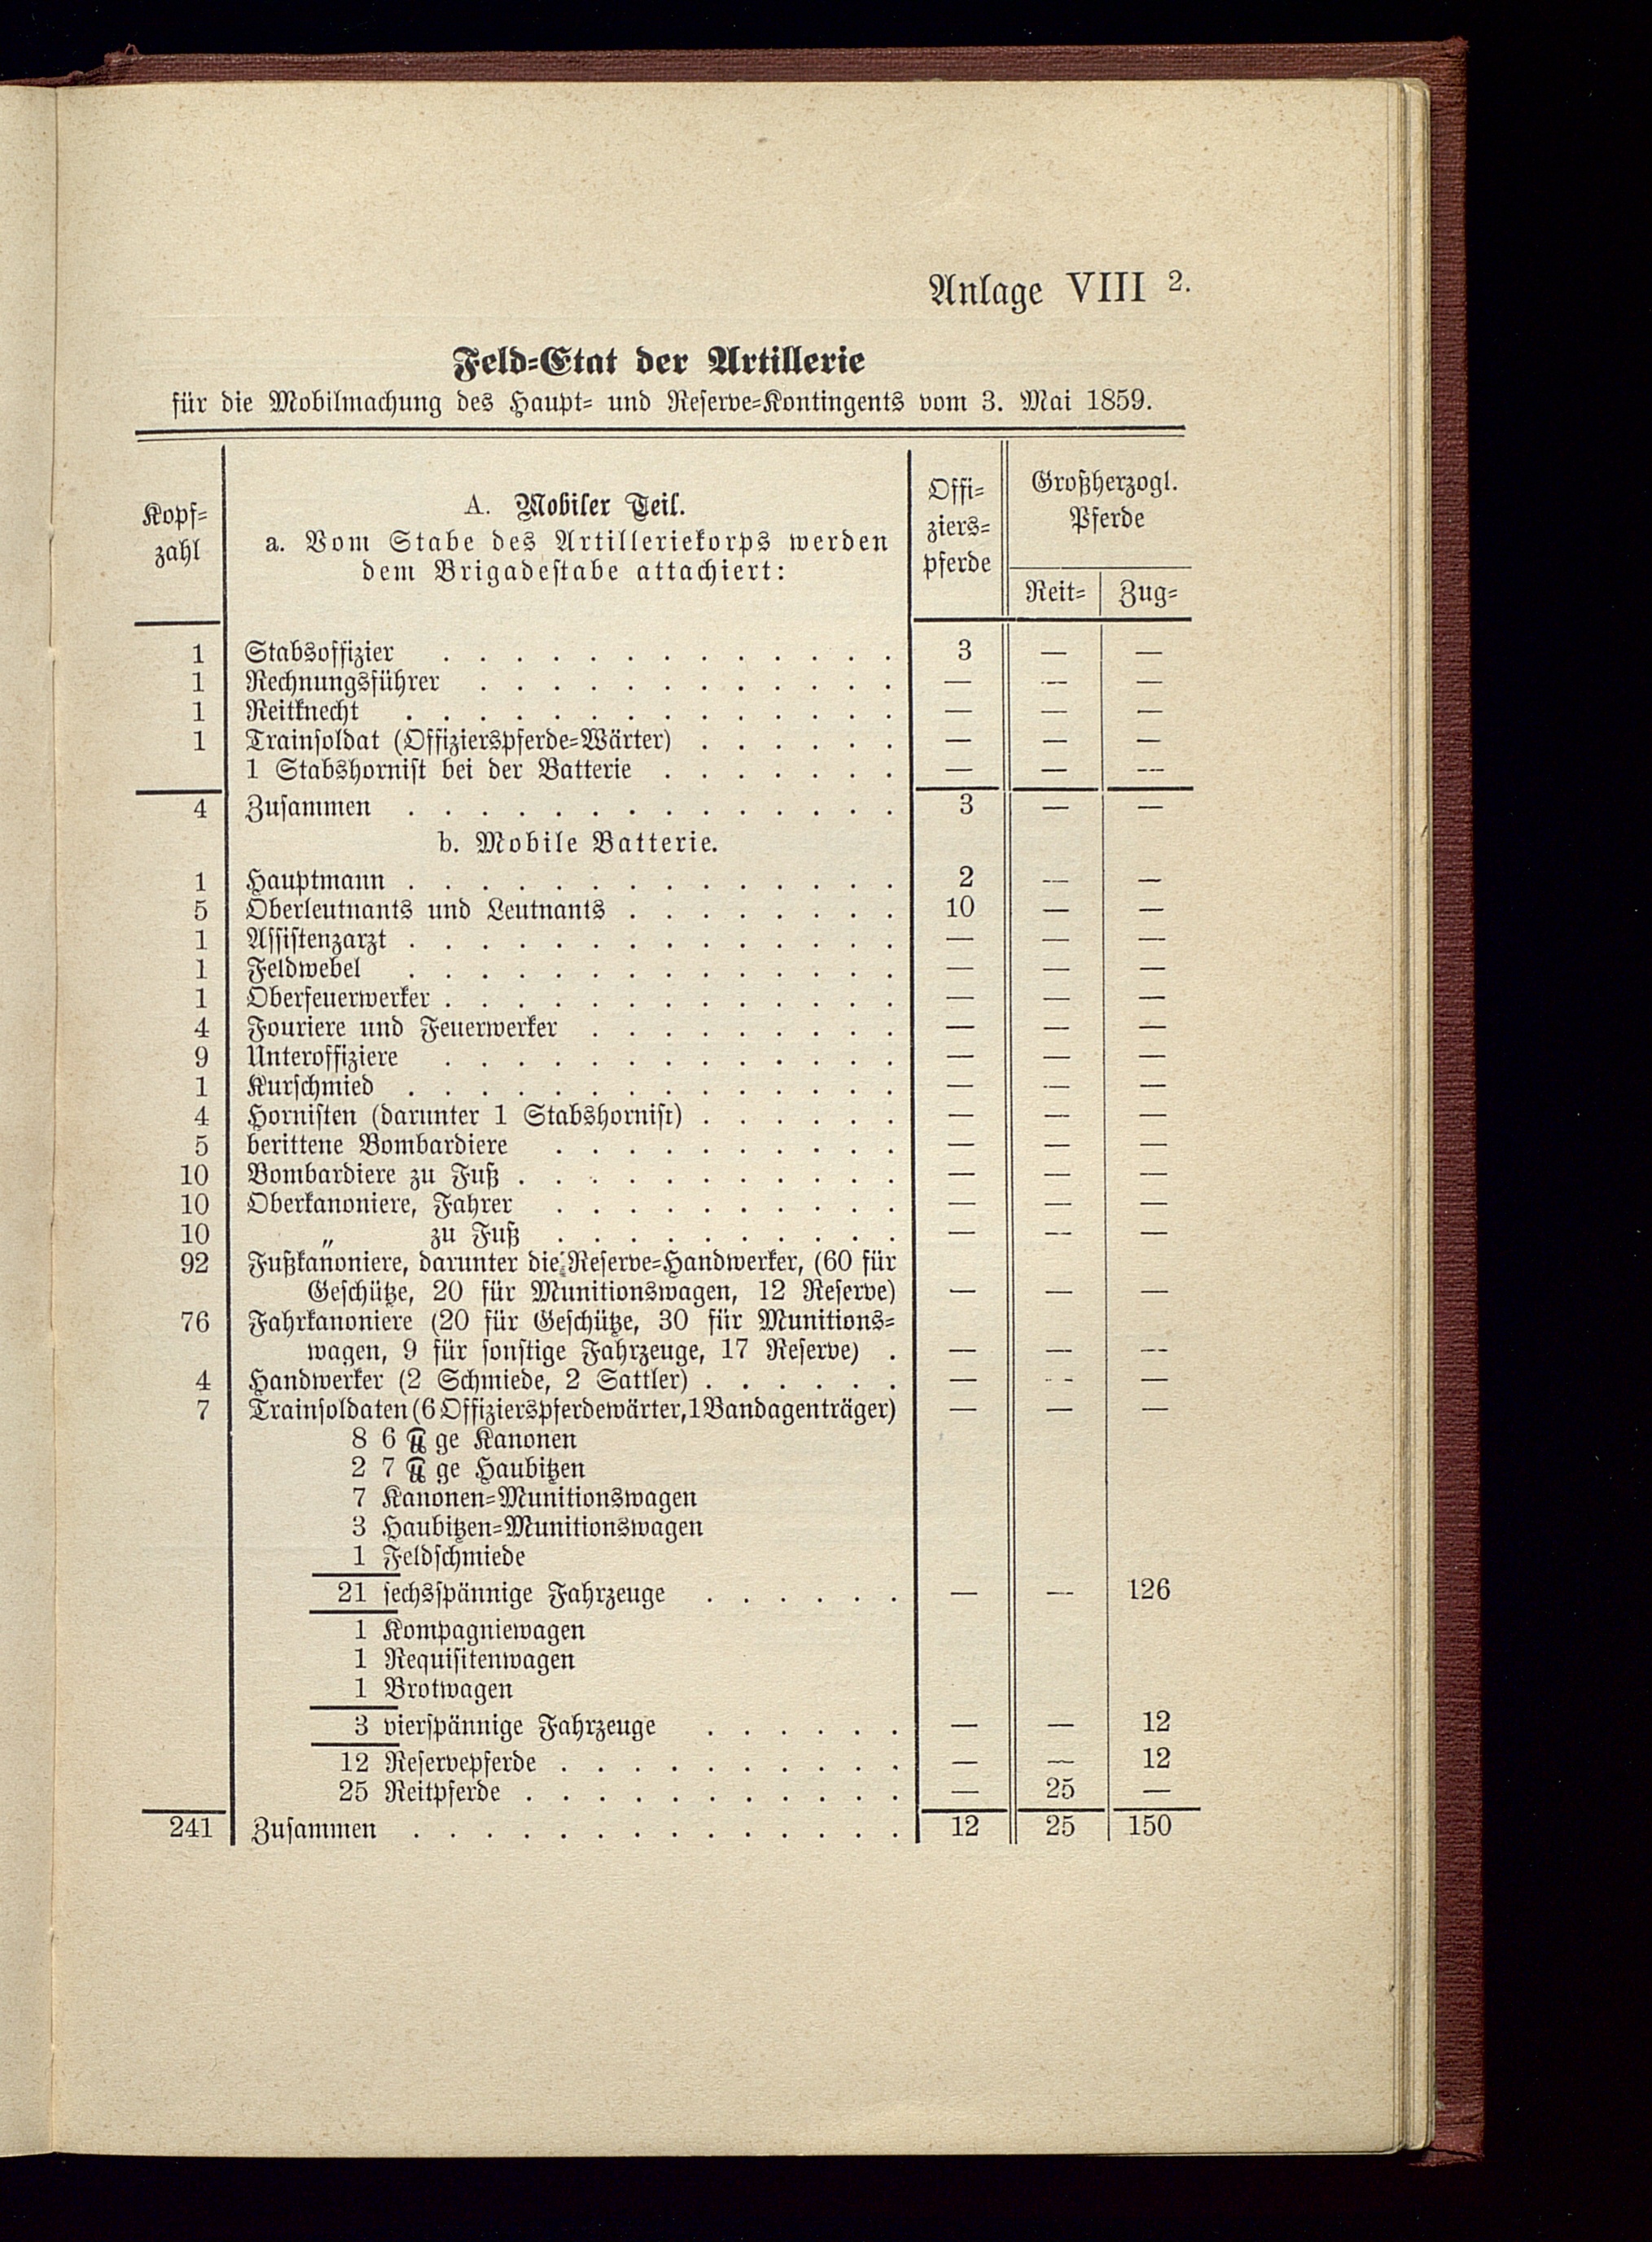 Anlage VIII 2.
Feld-Etat der Artillerie
für die Mobilmachung des Haupt- und Reserve-Kontingents vom 3. Mai 1859.
Kopf-
zahl
A. Mobiler Teil.
a. Vom Stabe des Artilleriekorps werden
dem Brigadestabe attachiert:
Offi-
ziers-
pferde
Großherzogl.
Pferde
Reit- Zug-
1 Stabsoffizier . . . . . . . . . . . . . 3 — —
1 Rechnungsführer . . . . . . . . . . . . — — —
1 Reitknecht . . . . . . . . . . . . . . — — —
1 Trainsoldat (Offizierspferde-Wärter) . . . . . . — — —
1 Stabshornist bei der Batterie . . . . . . . — — —
4 Zusammen . . . . . . . . . . . . . . 3 — —
b. Mobile Batterie.
1 Hauptmann . . . . . . . . . . . . . . 2 — —
5 Oberleutnants und Leutnants . . . . . . . . 10 — —
1 Assistenzarzt . . . . . . . . . . . . . . — — —
1 Feldwebel . . . . . . . . . . . . . . — — —
1 Oberfeuerwerker . . . . . . . . . . . . . — — —
4 Fouriere und Feuerwerker . . . . . . . . . — — —
9 Unteroffiziere . . . . . . . . . . . . . — — —
1 Kurschmied . . . . . . . . . . . . . . — — —
4 Hornisten (darunter 1 Stabshornist) . . . . . . — — —
5 berittene Bombardiere . . . . . . . . . . — — —
10 Bombardiere zu Fuß . . . . . . . . . . . — — —
10 Oberkanoniere, Fahrer . . . . . . . . . . — — —
10 „ zu Fuß . . . . . . . . . . — — —
92 Fußkanoniere, darunter die Reserve-Handwerker, (60 für
Geschütze, 20 für Munitionswagen, 12 Reserve) — — —
76 Fahrkanoniere (20 für Geschütze, 30 für Munitions-
wagen, 9 für sonstige Fahrzeuge, 17 Reserve) . — — —
4 Handwerker (2 Schmiede, 2 Sattler) . . . . . . — — —
7 Trainsoldaten (6 Offizierspferdewärter, 1 Bandagenträger) — — —
8 6 ℔ ge Kanonen
2 7 ℔ ge Haubitzen
7 Kanonen-Munitionswagen
3 Haubitzen-Munitionswagen
1 Feldschmiede
21 sechsspännige Fahrzeuge . . . . . . — — 126
1 Kompagniewagen
1 Requisitenwagen
1 Brotwagen
3 vierspännige Fahrzeuge . . . . . . — — 12
12 Reservepferde . . . . . . . . . . — — 12
25 Reitpferde . . . . . . . . . . . — 25 —
241 Zusammen . . . . . . . . . . . . . . 12 25 150